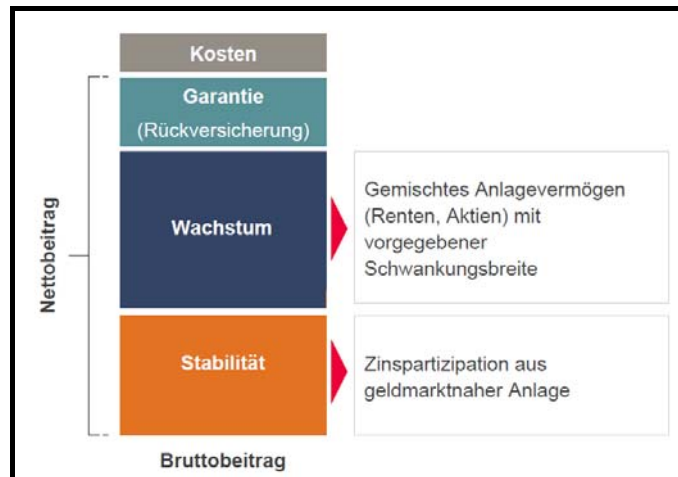 Kosten
Garantie
(Rückversicherung)
Wachstum
Gemischtes Anlagevermögen
(Renten, Aktien) mit
vorgegebener
Schwankungsbreite
Nettobeitrag
Stabilität
Zinspartizipation aus
geldmarktnaher Anlage
Bruttobeitrag